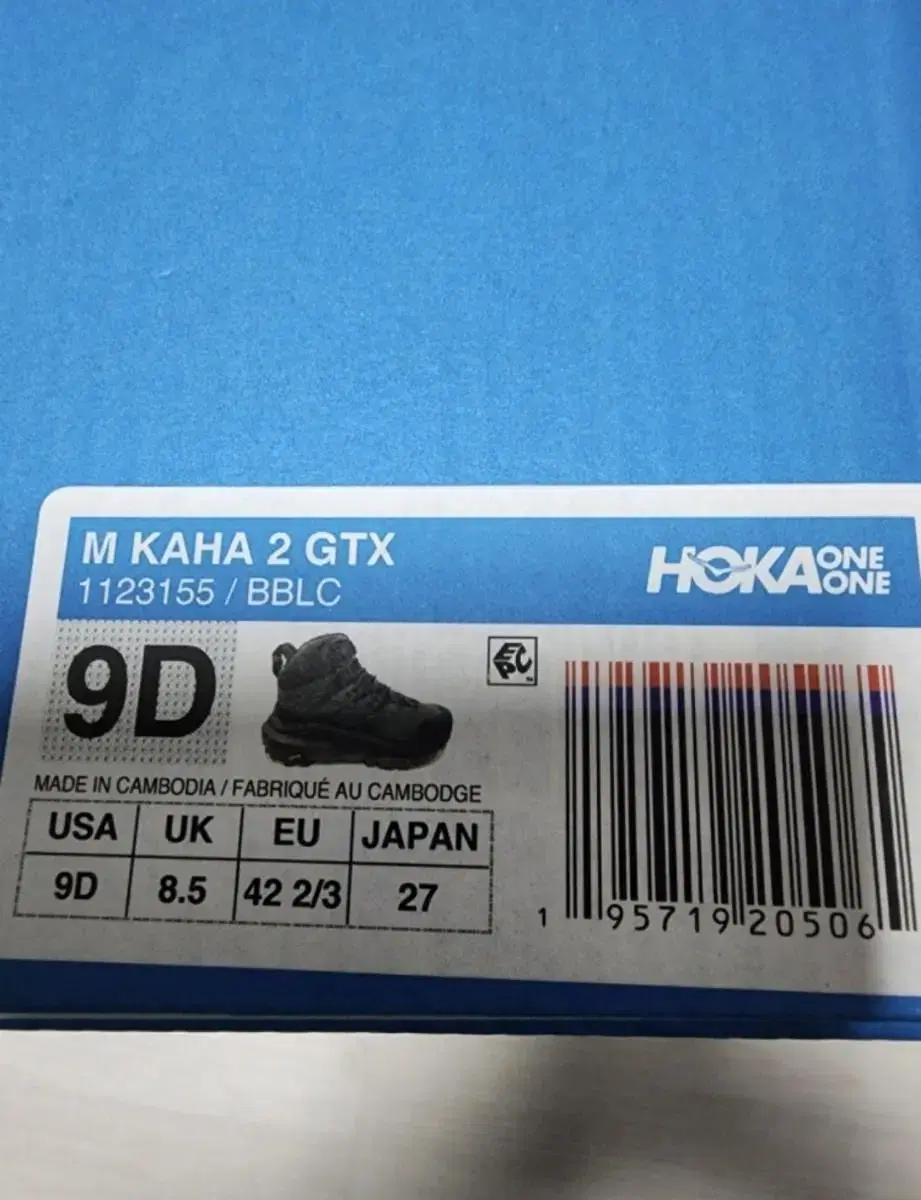 M KAHA 2 GTX
1123155 / BBLC
HOKA ONE ONE
9D
EPC
MADE IN CAMBODIA / FABRIQUÉ AU CAMBODGE
USA UK EU JAPAN
9D 8.5 42 2/3 27
1 95719 20506